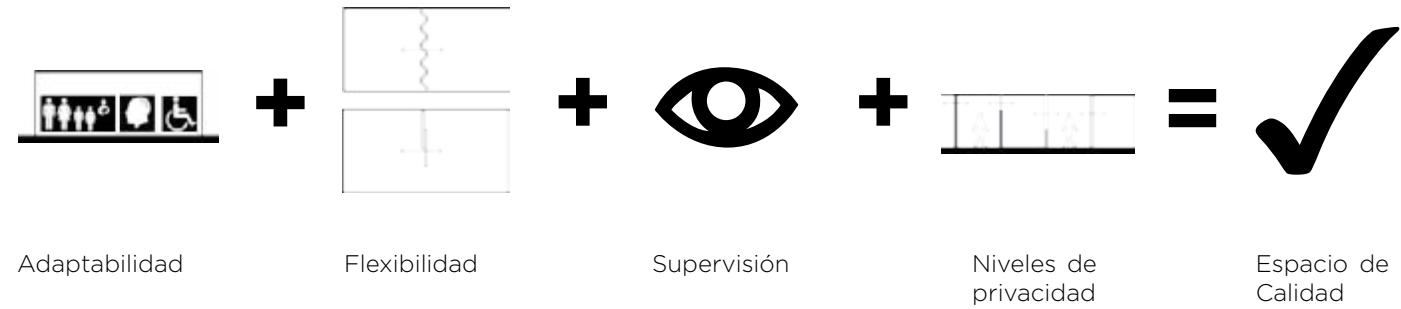 Adaptabilidad
Flexibilidad
Supervisión
Niveles de
privacidad
Espacio de
Calidad